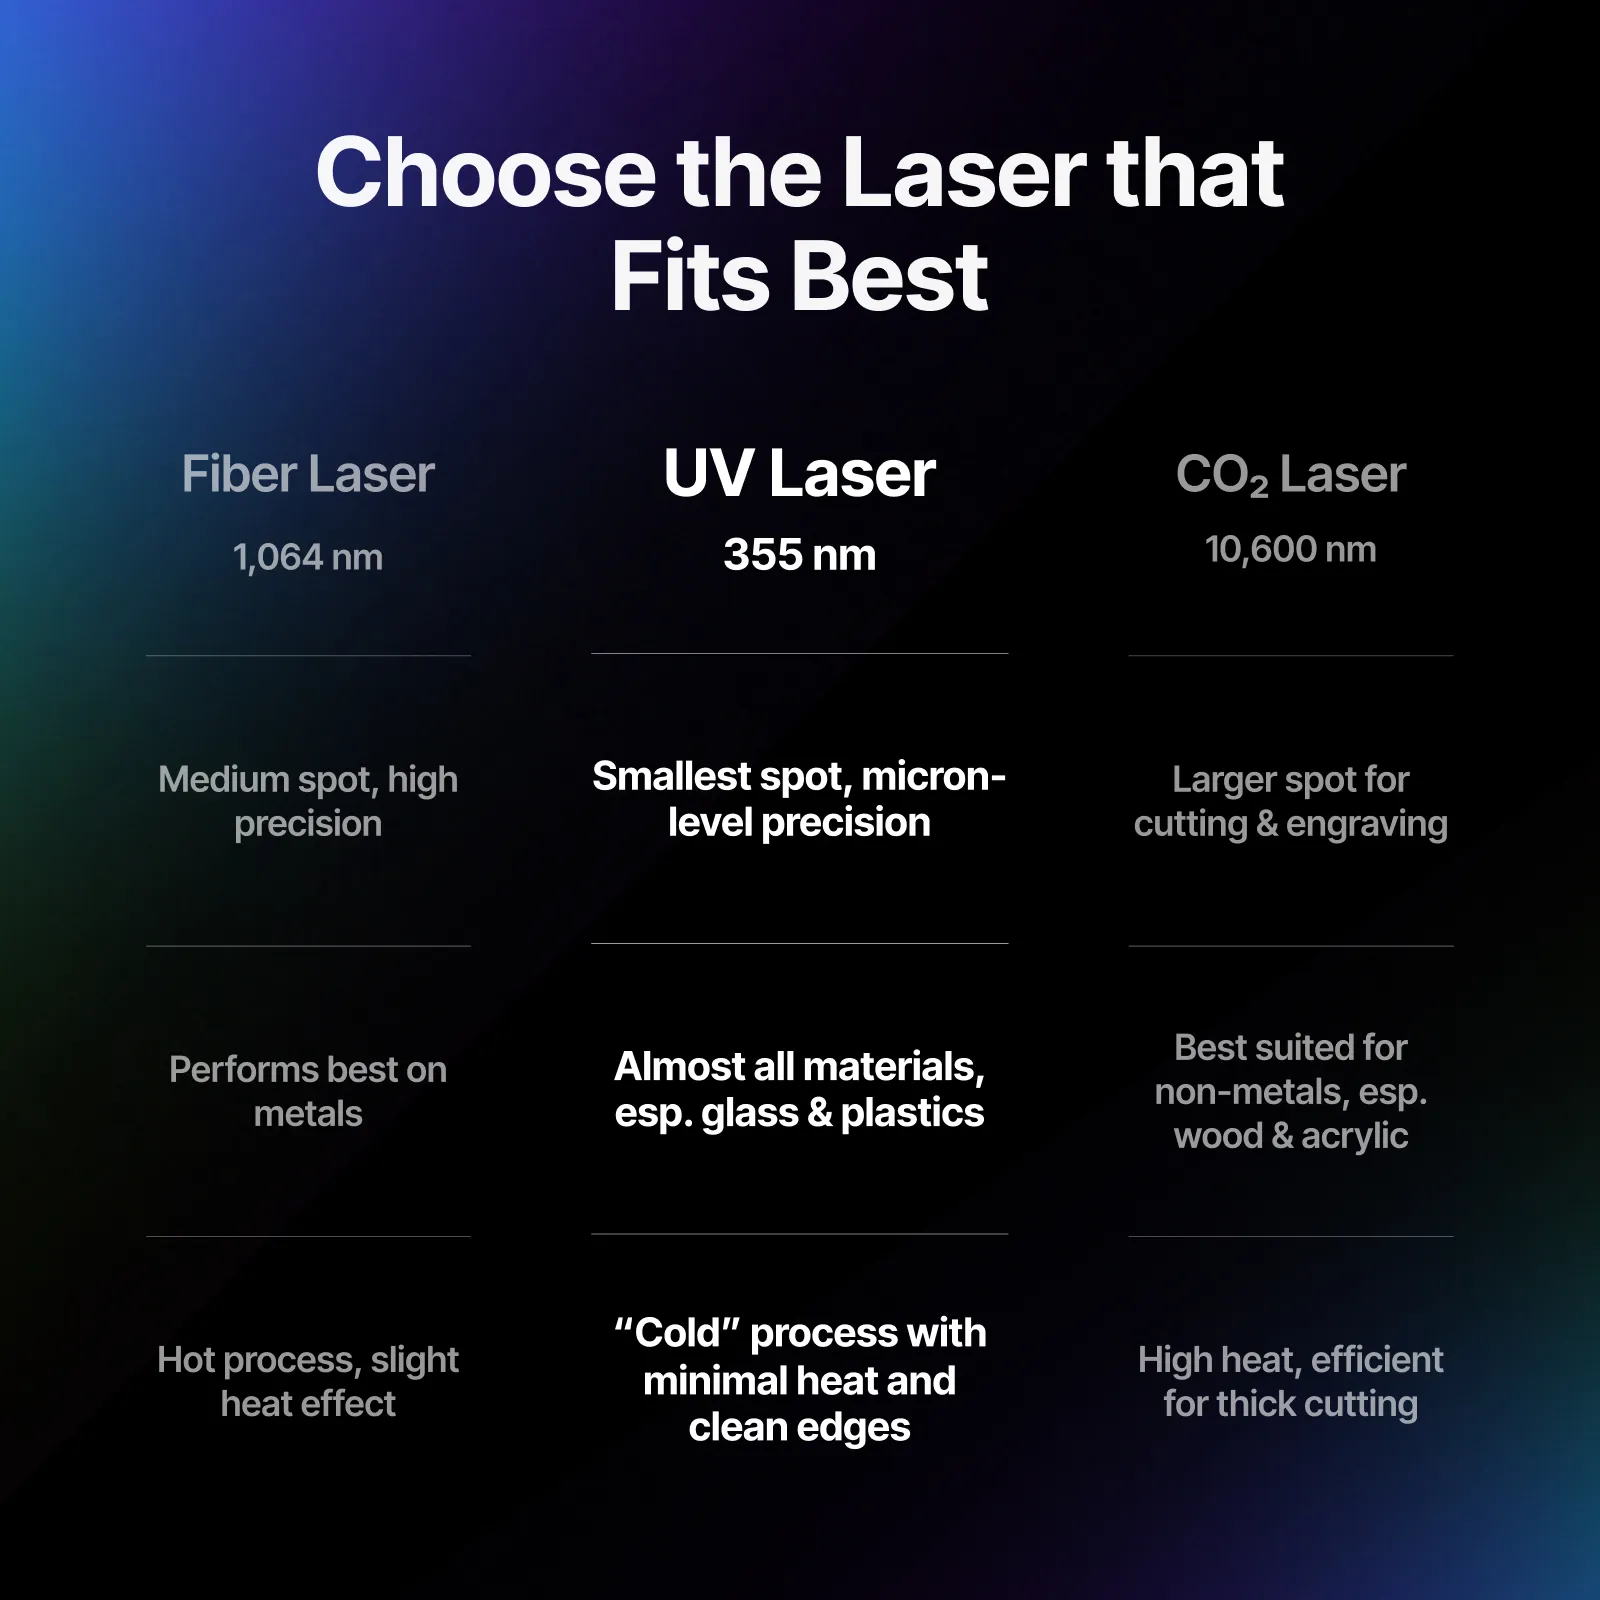 Choose the Laser that
Fits Best
Fiber Laser
1,064 nm
Medium spot, high
precision
Performs best on
metals
Hot process, slight
heat effect
UV Laser
355 nm
Smallest spot, micron-
level precision
Almost all materials,
esp. glass & plastics
“Cold” process with
minimal heat and
clean edges
CO₂ Laser
10,600 nm
Larger spot for
cutting & engraving
Best suited for
non-metals, esp.
wood & acrylic
High heat, efficient
for thick cutting